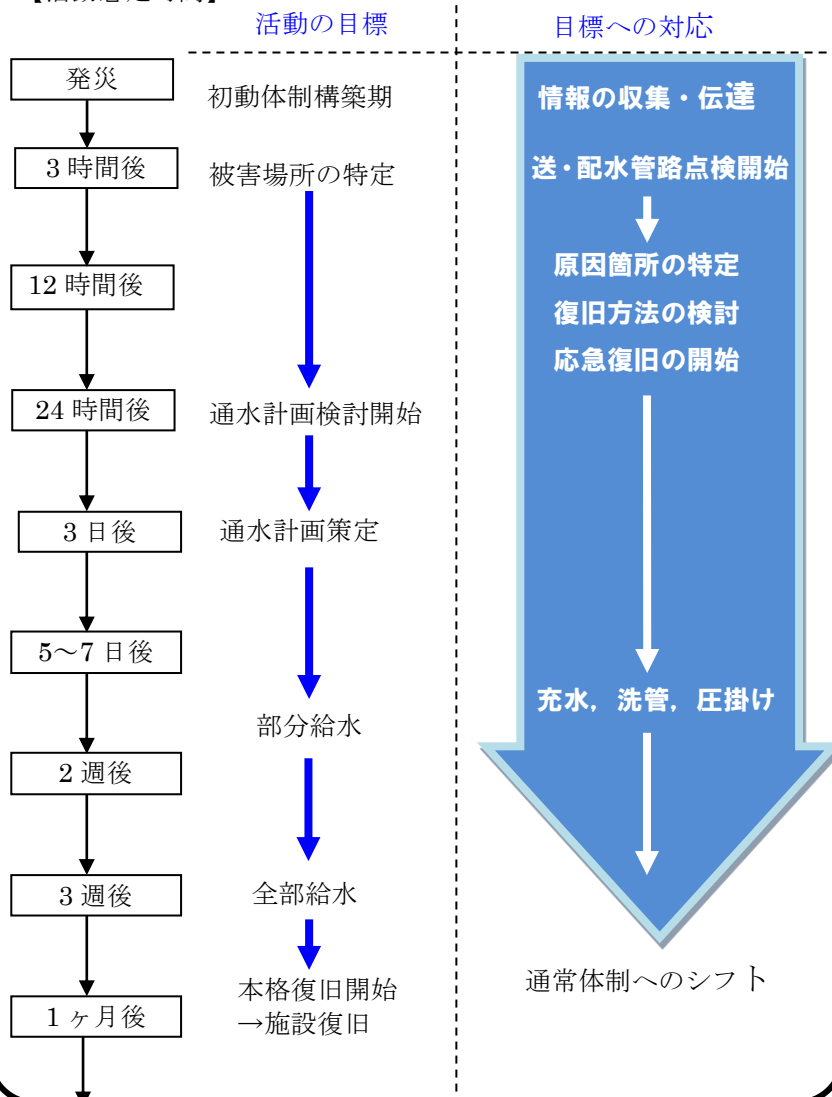 活動の目標
目標への対応
発災
初動体制構築期
情報の収集・伝達
3 時間後
被害場所の特定
送・配水管路点検開始
12 時間後
原因箇所の特定
復旧方法の検討
応急復旧の開始
24 時間後
通水計画検討開始
3 日後
通水計画策定
5～7 日後
部分給水
充水，洗管，圧掛け
2 週後
3 週後
全部給水
1 ヶ月後
本格復旧開始
→施設復旧
通常体制へのシフト